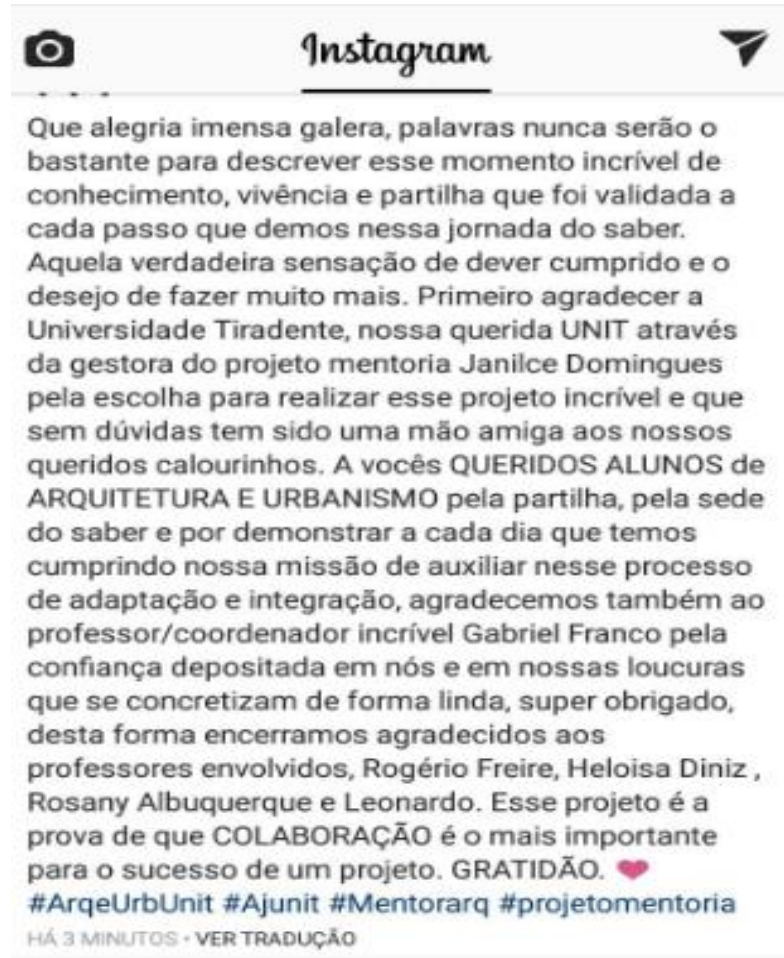 Instagram
Que alegria imensa galera, palavras nunca serão o
bastante para descrever esse momento incrível de
conhecimento, vivência e partilha que foi validada a
cada passo que demos nessa jornada do saber.
Aquela verdadeira sensação de dever cumprido e o
desejo de fazer muito mais. Primeiro agradecer a
Universidade Tiradente, nossa querida UNIT através
da gestora do projeto mentoria Janilce Domingues
pela escolha para realizar esse projeto incrível e que
sem dúvidas tem sido uma mão amiga aos nossos
queridos calourinhos. A vocês QUERIDOS ALUNOS de
ARQUITETURA E URBANISMO pela partilha, pela sede
do saber e por demonstrar a cada dia que temos
cumprindo nossa missão de auxiliar nesse processo
de adaptação e integração, agradecemos também ao
professor/coordenador incrível Gabriel Franco pela
confiança depositada em nós e em nossas loucuras
que se concretizam de forma linda, super obrigado,
desta forma encerramos agradecidos aos
professores envolvidos, Rogério Freire, Heloisa Diniz ,
Rosany Albuquerque e Leonardo. Esse projeto é a
prova de que COLABORAÇÃO é o mais importante
para o sucesso de um projeto. GRATIDÃO. ❤
#ArqeUrbUnit #Ajunit #Mentorarq #projetomentoria
HÁ 3 MINUTOS • VER TRADUÇÃO